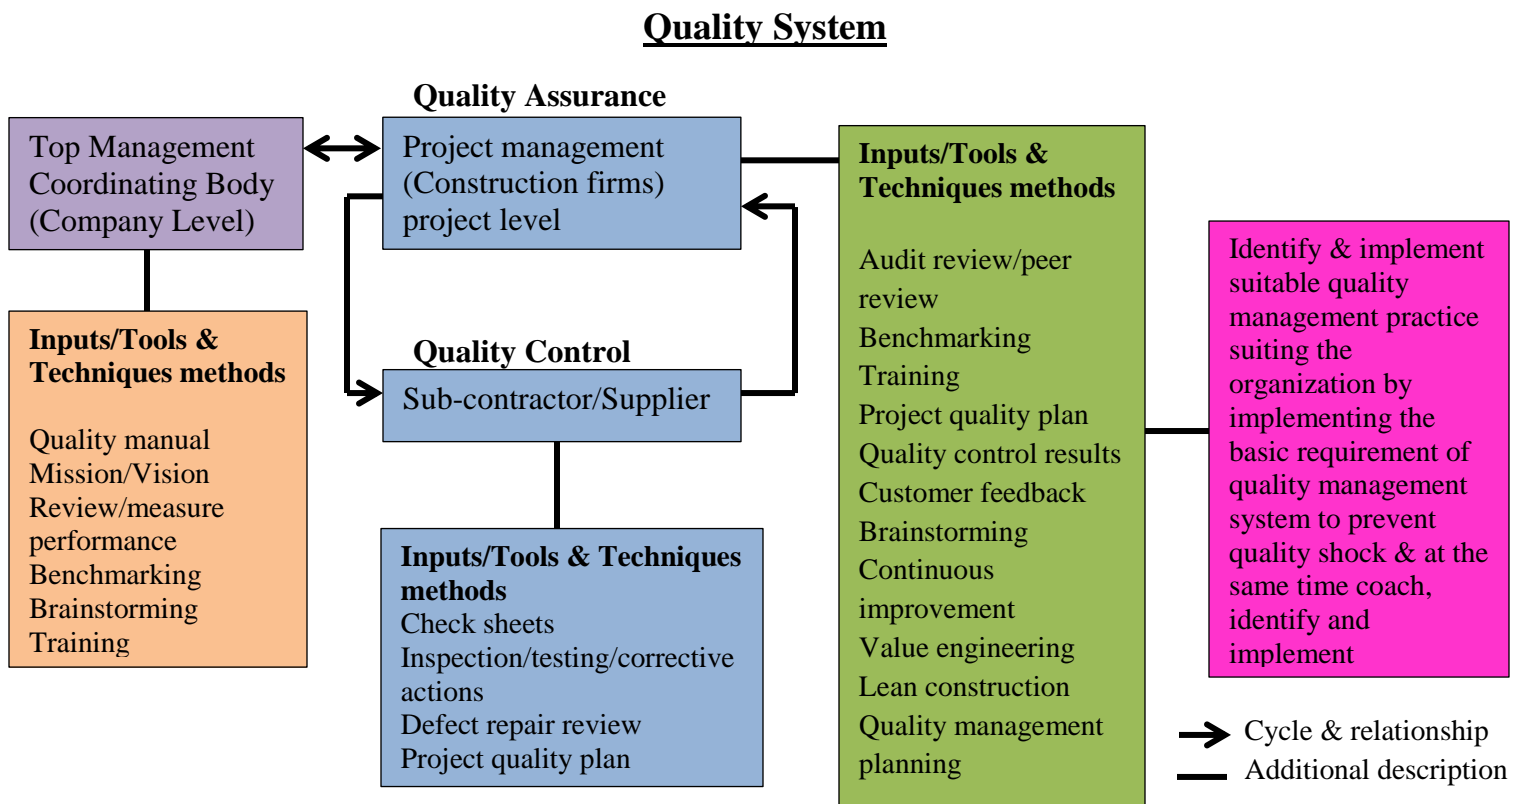 Quality System
Quality Assurance
Top Management
Coordinating Body
(Company Level)
Project management
(Construction firms)
project level
Inputs/Tools &
Techniques methods
Quality manual
Mission/Vision
Review/measure
performance
Benchmarking
Brainstorming
Training
Quality Control
Sub-contractor/Supplier
Inputs/Tools & Techniques
methods
Check sheets
Inspection/testing/corrective
actions
Defect repair review
Project quality plan
Inputs/Tools &
Techniques methods
Audit review/peer
review
Benchmarking
Training
Project quality plan
Quality control results
Customer feedback
Brainstorming
Continuous
improvement
Value engineering
Lean construction
Quality management
planning
Identify & implement
suitable quality
management practice
suiting the
organization by
implementing the
basic requirement of
quality management
system to prevent
quality shock & at the
same time coach,
identify and
implement
Cycle & relationship
Additional description